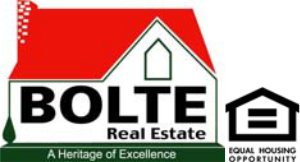 BOLTE
Real Estate
A Heritage of Excellence
EQUAL HOUSING
OPPORTUNITY